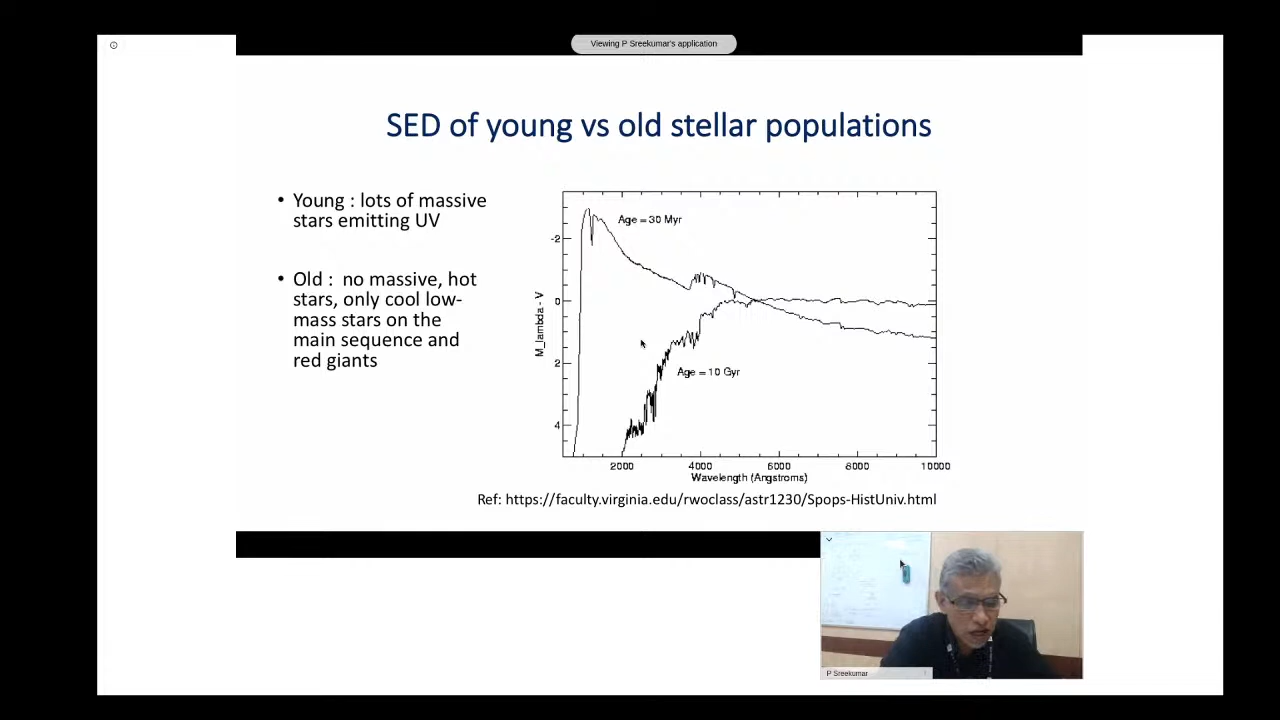 Viewing P Sreekumar's application
SED of young vs old stellar populations
• Young : lots of massive
stars emitting UV
• Old : no massive, hot
stars, only cool low-
mass stars on the
main sequence and
red giants
Age = 30 Myr
Age = 10 Gyr
M_lambda - V
-2
0
2
4
2000 4000 6000 8000 10000
Wavelength (Angstroms)
Ref: https://faculty.virginia.edu/rwoclass/astr1230/Spops-HistUniv.html
P Sreekumar